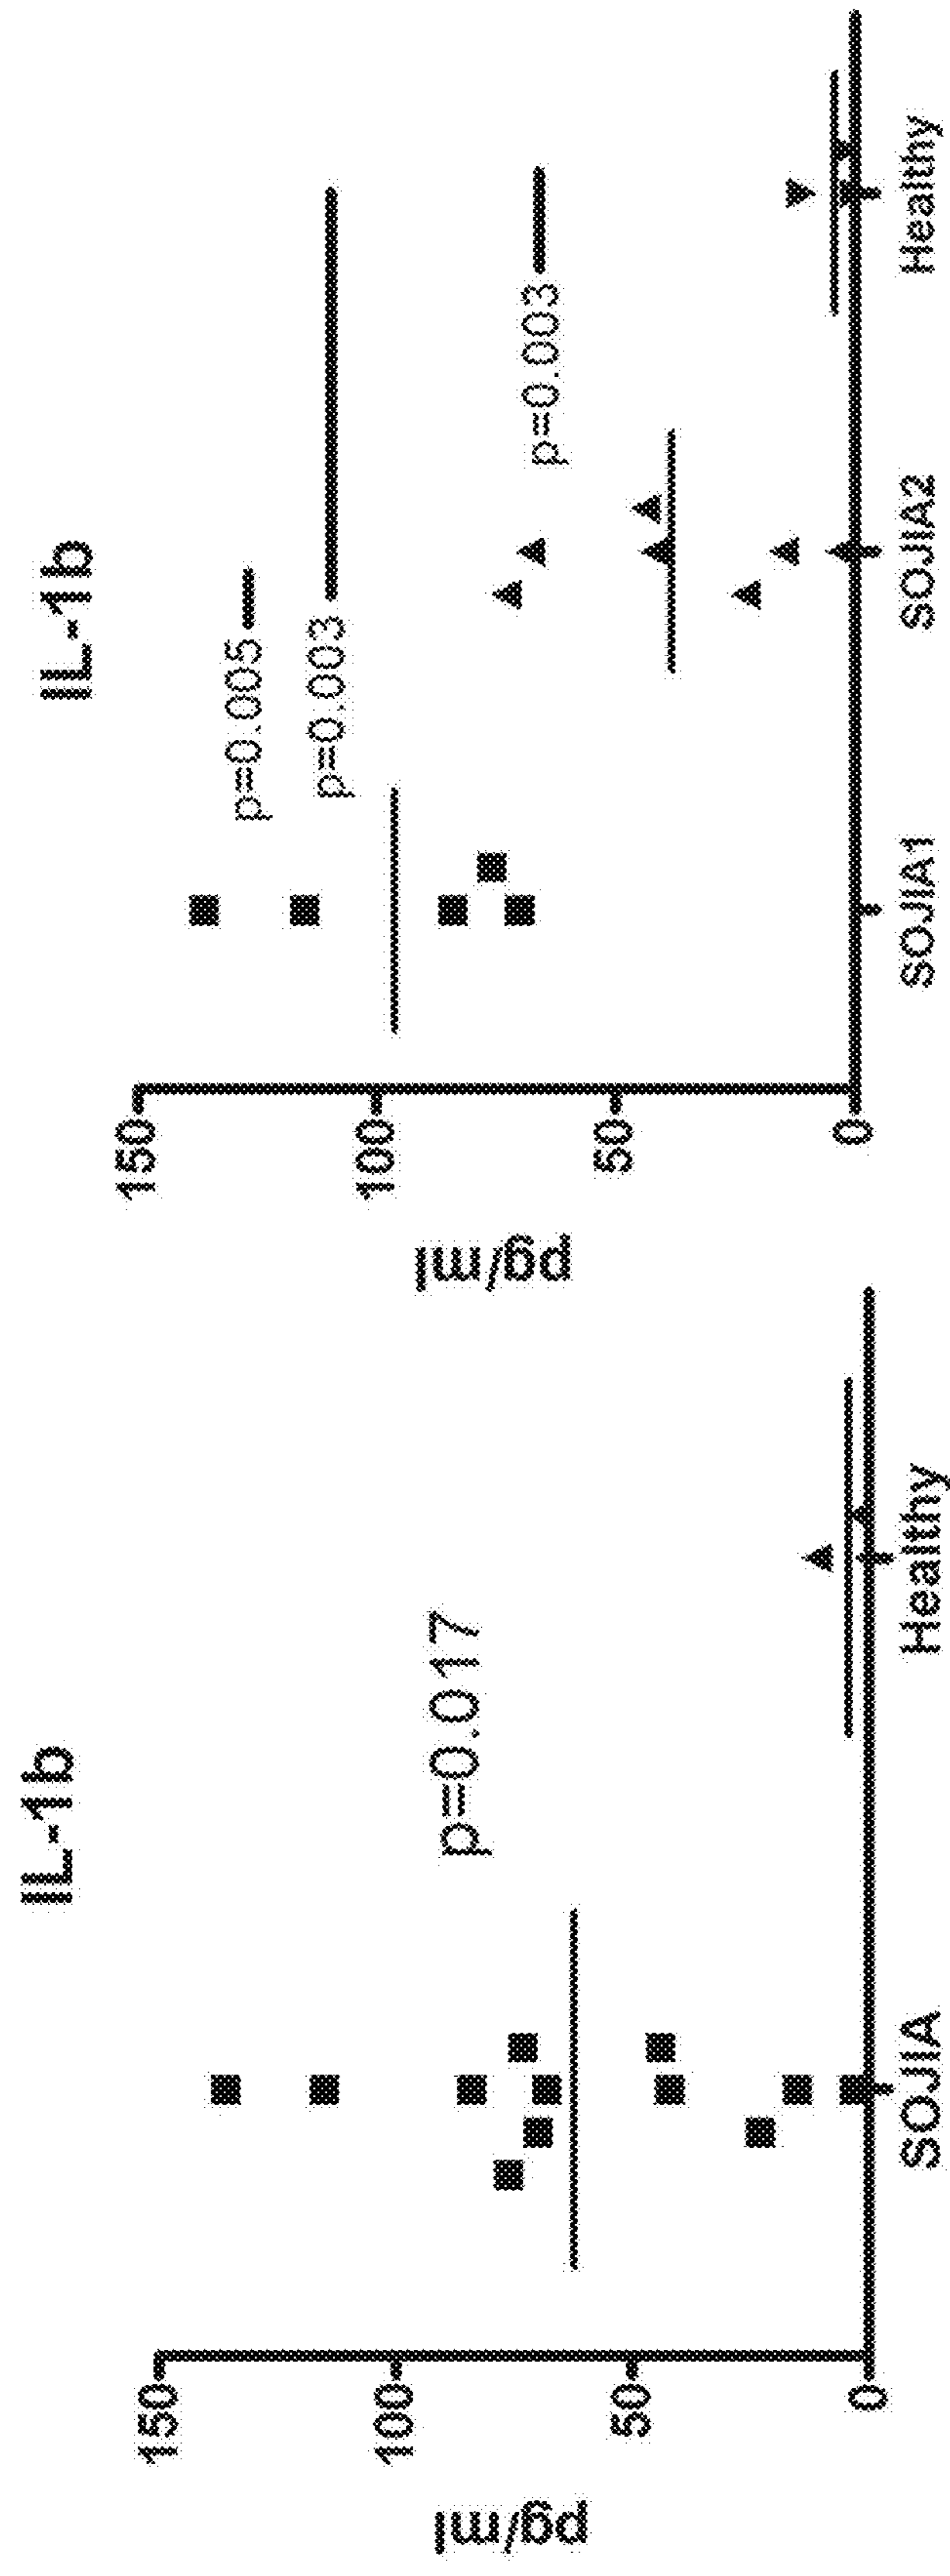 IL-1b
pg/ml
150
100
50
0
p=0.017
SOJIA
Healthy
IL-1b
pg/ml
150
100
50
0
p=0.005
p=0.003
p=0.003
SOJIA1
SOJIA2
Healthy